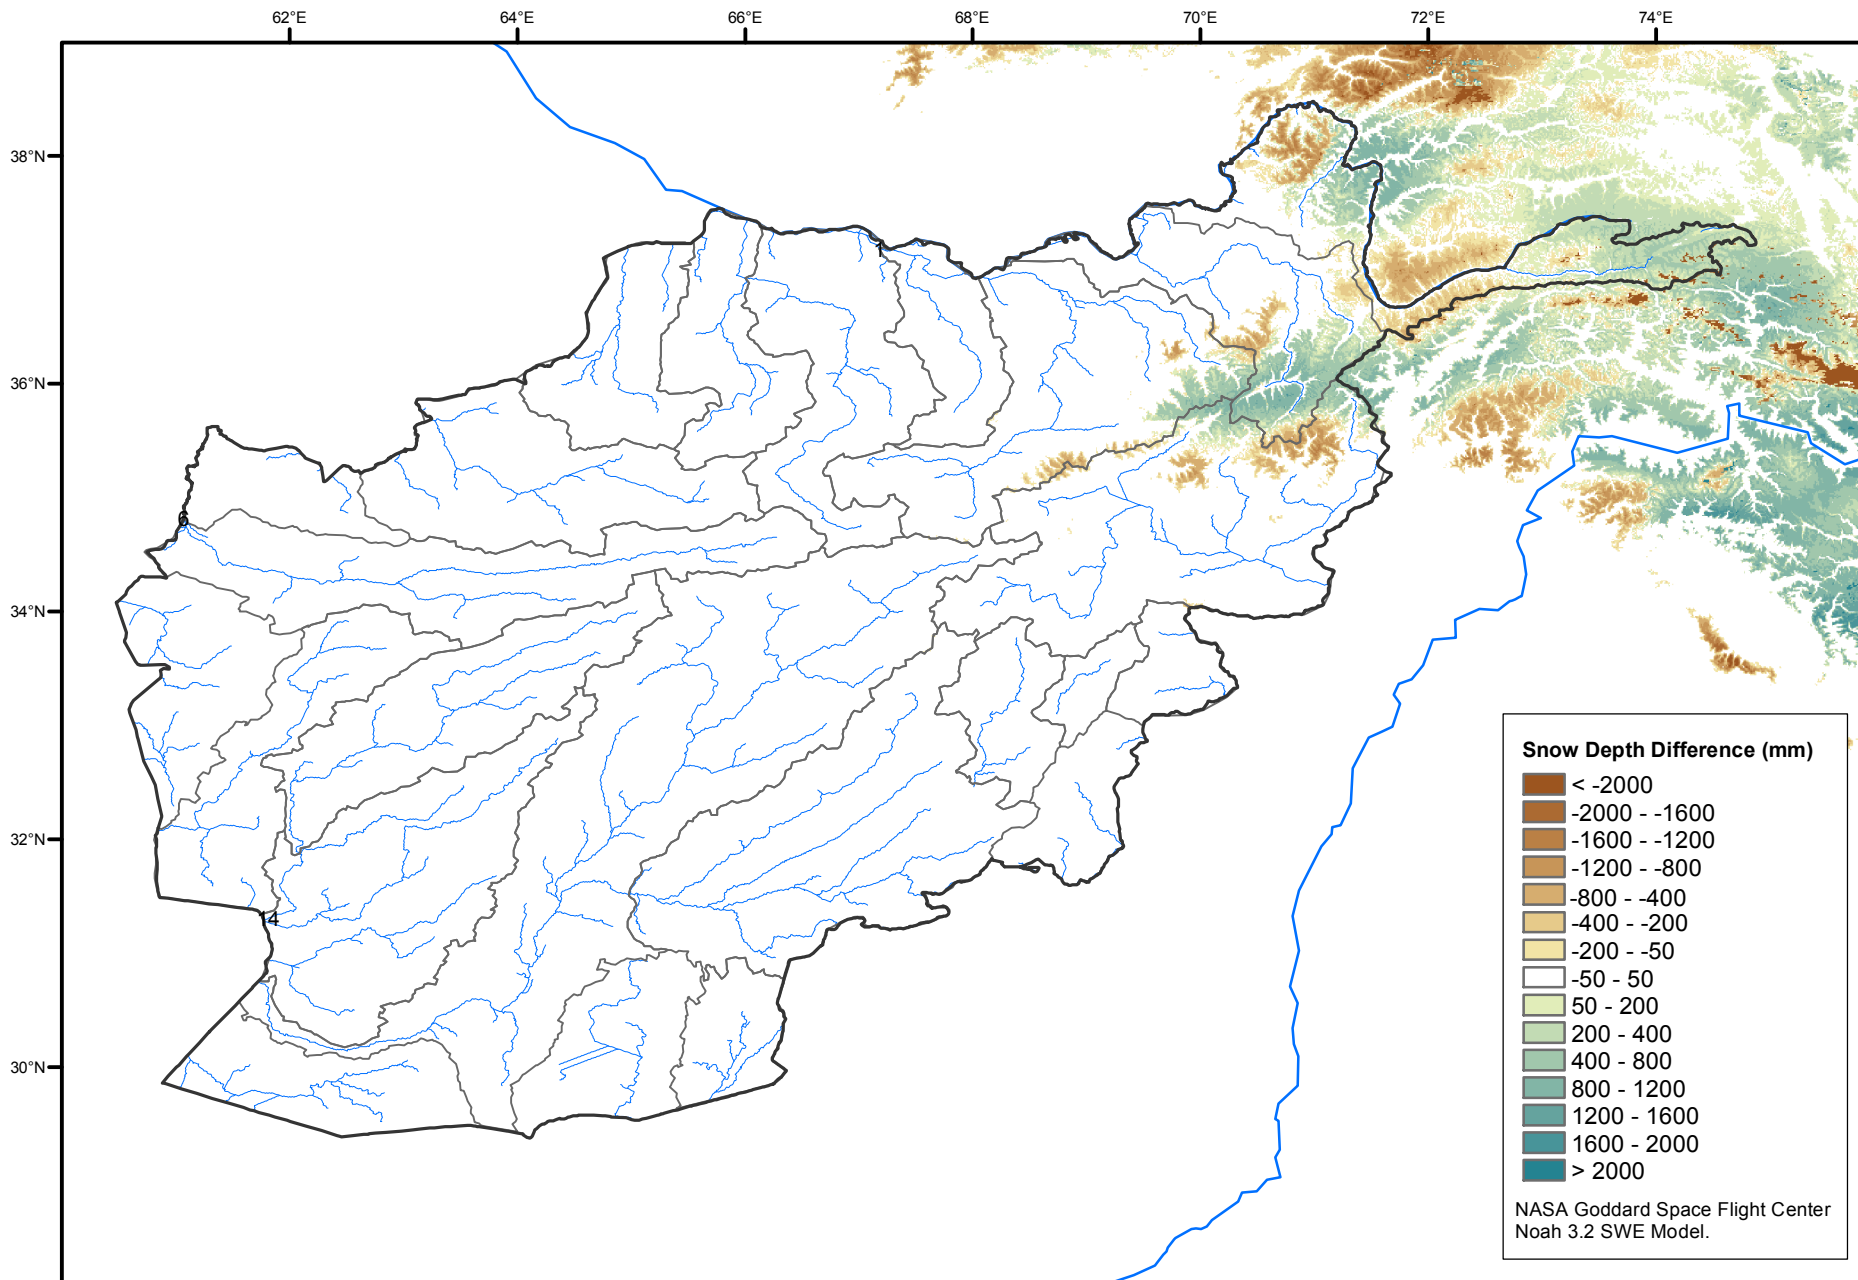 62°E 64°E 66°E 68°E 70°E 72°E 74°E
38°N
1
36°N
6
34°N
32°N
14
30°N
Snow Depth Difference (mm)
< -2000
-2000 - -1600
-1600 - -1200
-1200 - -800
-800 - -400
-400 - -200
-200 - -50
-50 - 50
50 - 200
200 - 400
400 - 800
800 - 1200
1200 - 1600
1600 - 2000
> 2000
NASA Goddard Space Flight Center
Noah 3.2 SWE Model.